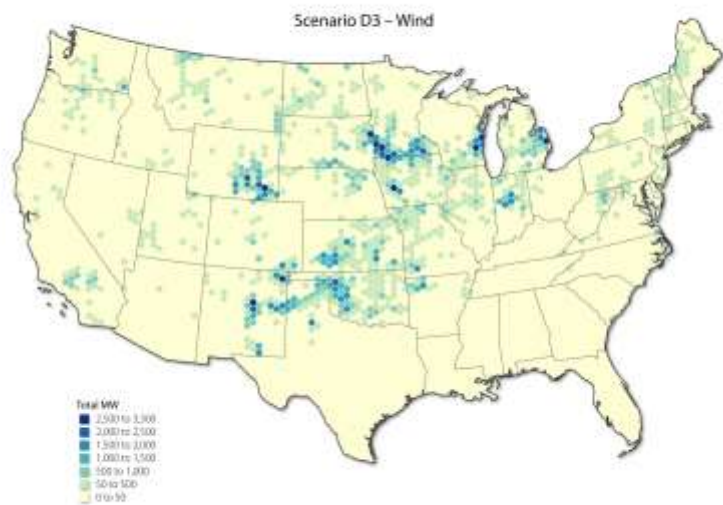 Scenario D3 – Wind
Total MW
2,500 to 3,300
2,000 to 2,500
1,500 to 2,000
1,000 to 1,500
500 to 1,000
50 to 500
0 to 50